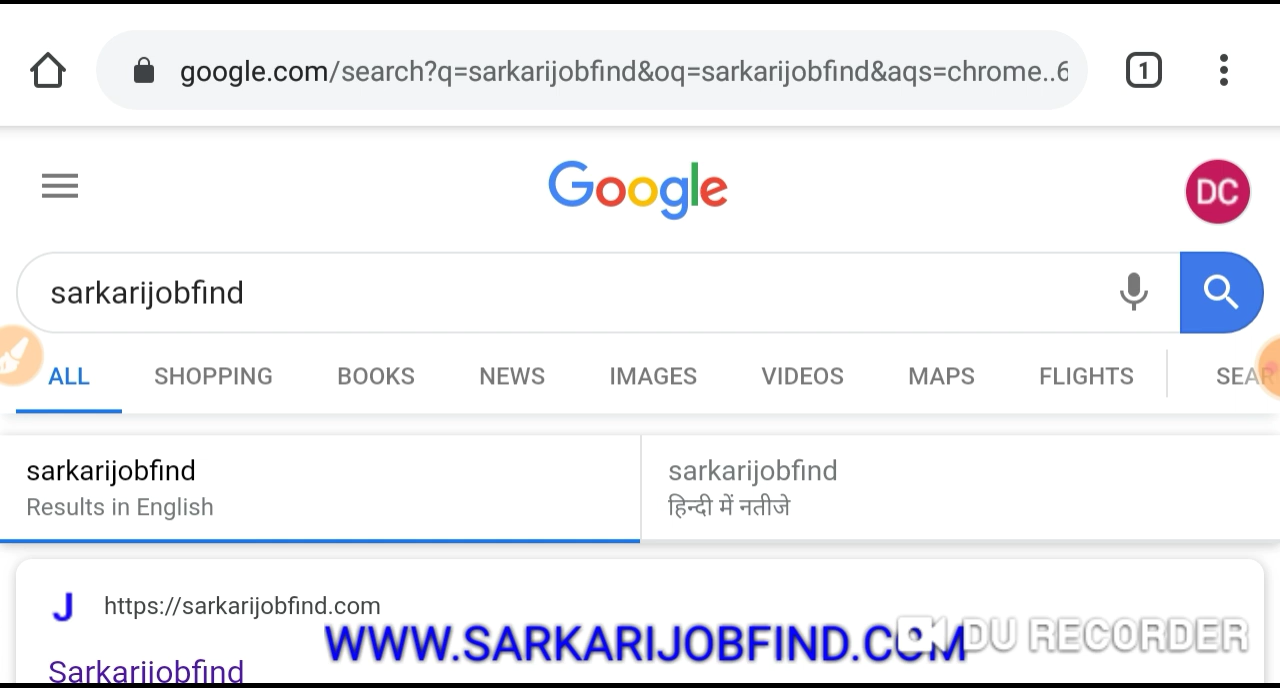 google.com/search?q=sarkarijobfind&oq=sarkarijobfind&aqs=chrome..6
1
Google
DC
sarkarijobfind
ALL SHOPPING BOOKS NEWS IMAGES VIDEOS MAPS FLIGHTS SEAR
sarkarijobfind
Results in English
sarkarijobfind
हिन्दी में नतीजे
J https://sarkarijobfind.com
WWW.SARKARIJOBFIND.COM
DU RECORDER
Sarkarijobfind